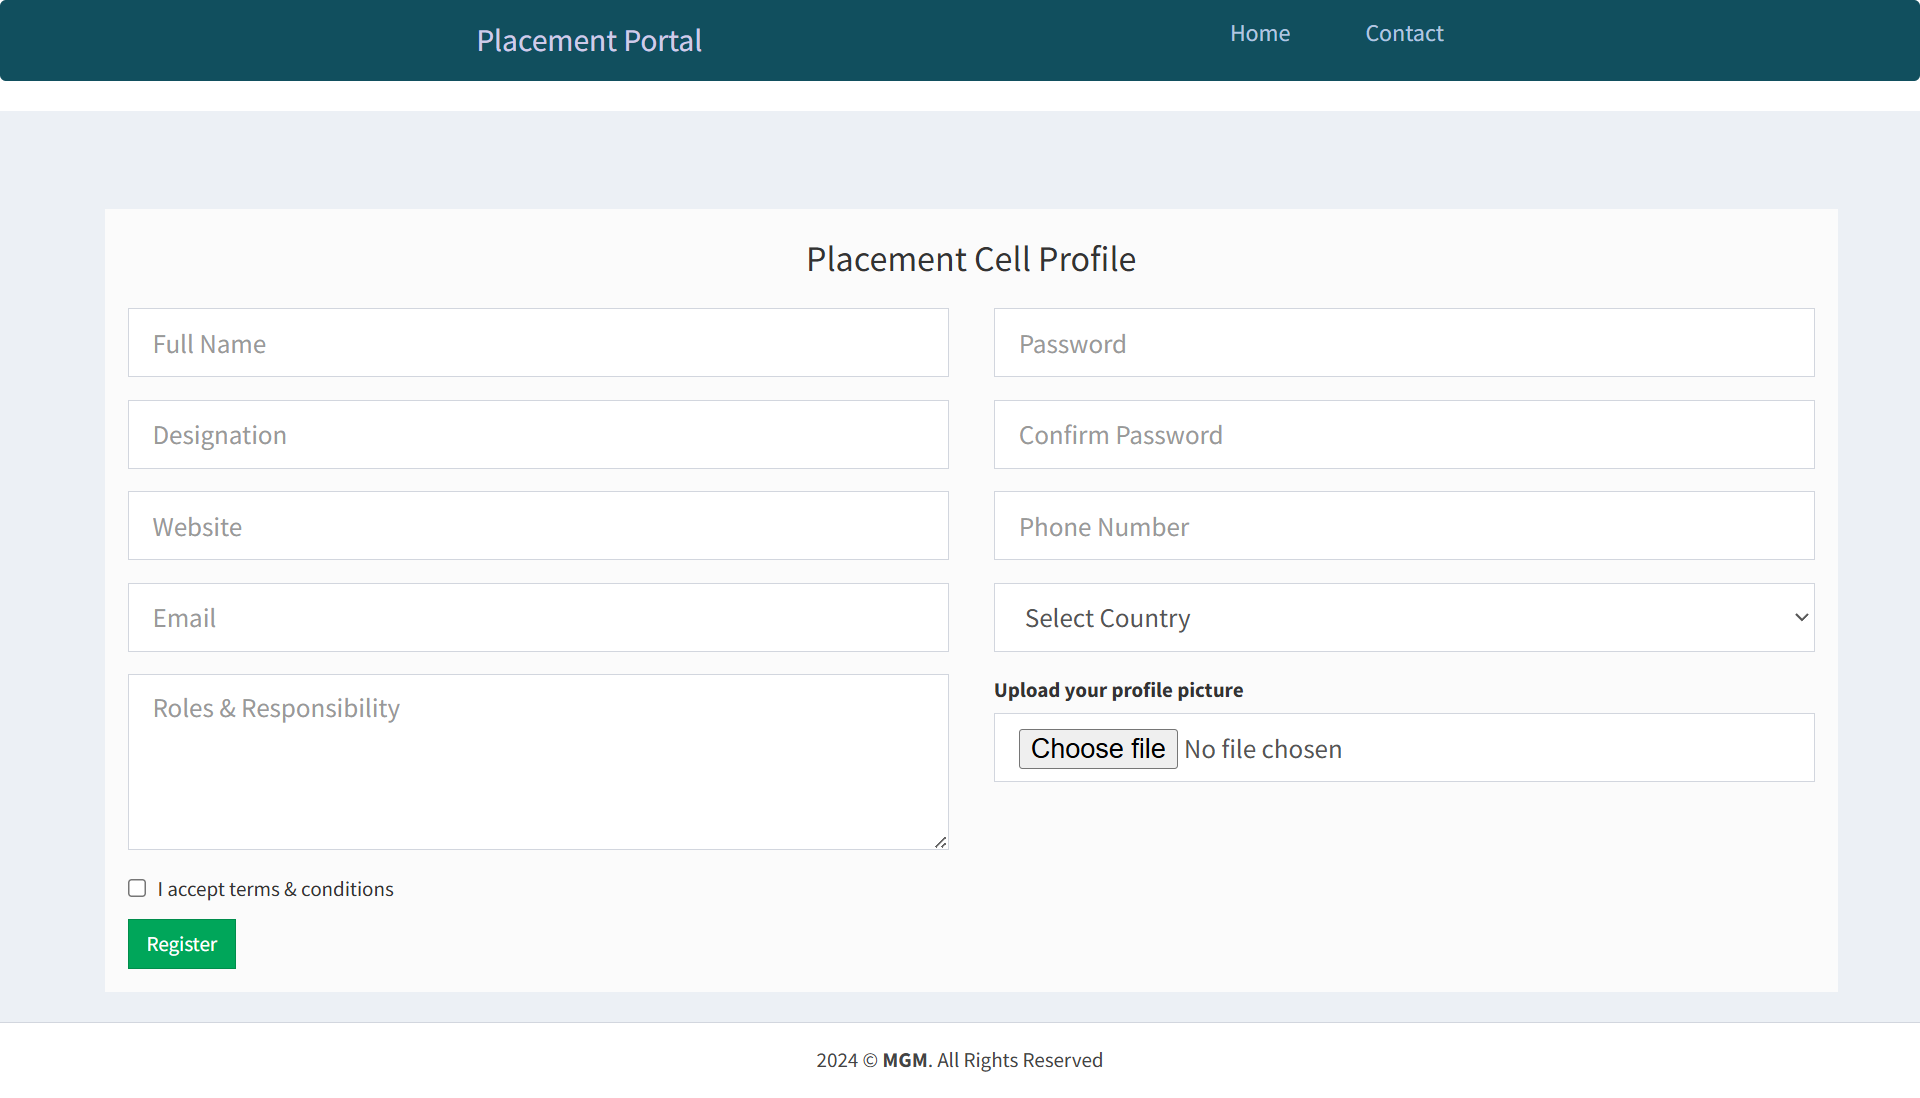 Placement Portal
Home
Contact
Placement Cell Profile
Full Name
Password
Designation
Confirm Password
Website
Phone Number
Email
Select Country
Roles & Responsibility
Upload your profile picture
Choose file No file chosen
I accept terms & conditions
Register
2024 © MGM. All Rights Reserved